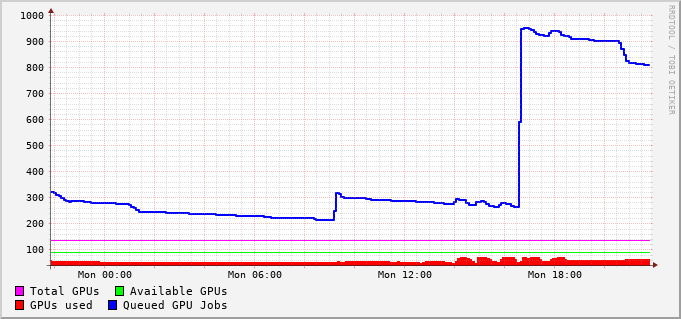 1000
900
800
700
600
500
400
300
200
100
Mon 00:00 Mon 06:00 Mon 12:00 Mon 18:00
Total GPUs Available GPUs
GPUs used Queued GPU Jobs
RRDTOOL / TOBI OETIKER